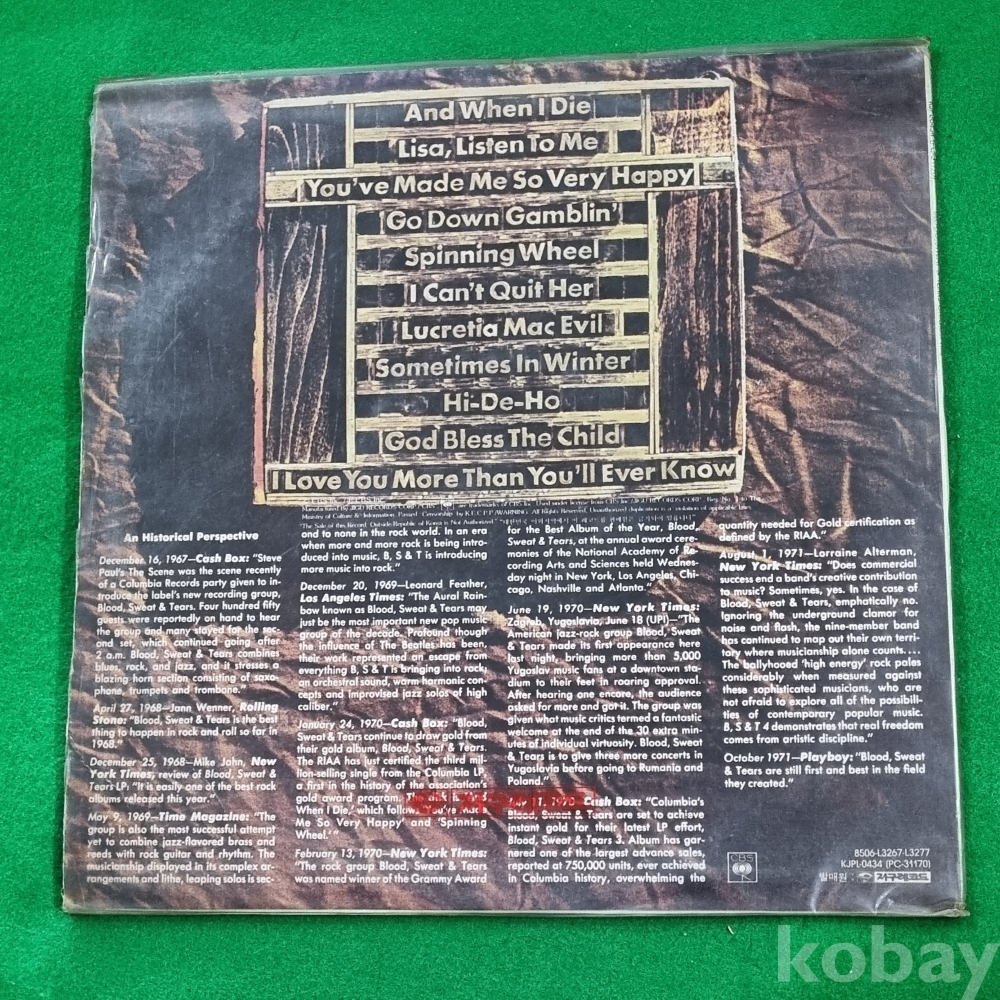 And When I Die
Lisa, Listen To Me
You've Made Me So Very Happy
Go Down Gamblin'
Spinning Wheel
I Can't Quit Her
Lucretia Mac Evil
Sometimes In Winter
Hi-De-Ho
God Bless The Child
I Love You More Than You'll Ever Know
An Historical Perspective
December 16, 1967—Cash Box: "Steve
Paul's The Scene was the scene recently
of a Columbia Records party given to in-
troduce the label's new recording group,
Blood, Sweat & Tears. Four hundred fifty
guests were reportedly on hand to hear
the group and many stayed for the sec-
ond set, which continued going after
2 a.m. Blood, Sweat & Tears combines
blues, rock, and jazz, and it stresses a
blazing horn section consisting of saxo-
phone, trumpets and trombone."
April 27, 1968—Jann Wenner, Rolling
Stone: "Blood, Sweat & Tears is the best
thing to happen in rock and roll so far in
1968."
December 25, 1968—Mike Jahn, New
York Times, review of Blood, Sweat &
Tears LP: "It is easily one of the best rock
albums released this year."
May 9, 1969—Time Magazine: "The
group is also the most successful attempt
yet to combine jazz-flavored brass and
reeds with rock guitar and rhythm. The
musicianship displayed in its complex ar-
rangements and lithe, leaping solos is sec-
and to none in the rock world. In an era
when more and more rock is being intro-
duced into music, B, S & T is introducing
more music into rock."
December 20, 1969—Leonard Feather,
Los Angeles Times: "The Aural Rain-
bow known as Blood, Sweat & Tears may
just be the most important new pop music
group of the decade. Profound though
the influence of The Beatles has been,
their work represented an escape from
everything B, S & T is bringing into rock,
an orchestral sound, warm harmonic con-
cepts and improvised jazz solos of high
caliber."
January 24, 1970—Cash Box: "Blood,
Sweat & Tears continue to draw gold from
their gold album, Blood, Sweat & Tears.
The RIAA has just certified the third mil-
lion-selling single from the Columbia LP,
a first in the history of the association's
gold award program. The
When I Die,' which follow
Me So Very Happy' and 'Spinning
Wheel.'"
February 13, 1970—New York Times:
"The rock group Blood, Sweat & Tears
was named winner of the Grammy Award
for the Best Album of the Year, Blood,
Sweat & Tears, at the annual award cere-
monies of the National Academy of Re-
cording Arts and Sciences held Wednes-
day night in New York, Los Angeles, Chi-
cago, Nashville and Atlanta."
June 19, 1970—New York Times:
Zagreb, Yugoslavia, June 18 (UPI)—"The
American jazz-rock group Blood, Sweat
& Tears made its first appearance here
last night, bringing more than 5,000
Yugoslav music fans at a downtown sta-
dium to their feet in roaring approval.
After hearing one encore, the audience
asked for more and got it. The group was
given what music critics termed a fantastic
welcome at the end of the 30 extra min-
utes of individual virtuosity. Blood, Sweat
& Tears is to give three more concerts in
Yugoslavia before going to Rumania and
Poland."
11, 1970—Cash Box: "Columbia's
Blood, Sweat & Tears are set to achieve
instant gold for their latest LP effort,
Blood, Sweat & Tears 3. Album has gar-
nered one of the largest advance sales,
reported at 750,000 units, ever achieved
in Columbia history, overwhelming the
quantity needed for Gold certification as
defined by the RIAA."
August 1, 1971—Lorraine Alterman,
New York Times: "Does commercial
success end a band's creative contribution
to music? Sometimes, yes. In the case of
Blood, Sweat & Tears, emphatically no.
Ignoring the underground clamor for
noise and flash, the nine-member band
has continued to map out their own terri-
tory where musicianship alone counts....
The ballyhooed 'high energy' rock pales
considerably when measured against
these sophisticated musicians, who are
not afraid to explore all of the possibili-
ties of contemporary popular music.
B, S & T 4 demonstrates that real freedom
comes from artistic discipline."
October 1971—Playboy: "Blood, Sweat
& Tears are still first and best in the field
they created."
CBS
8506-L3267-L3277
KJPL-0434 (PC-31170)
발매원: 지구레코드
kobay